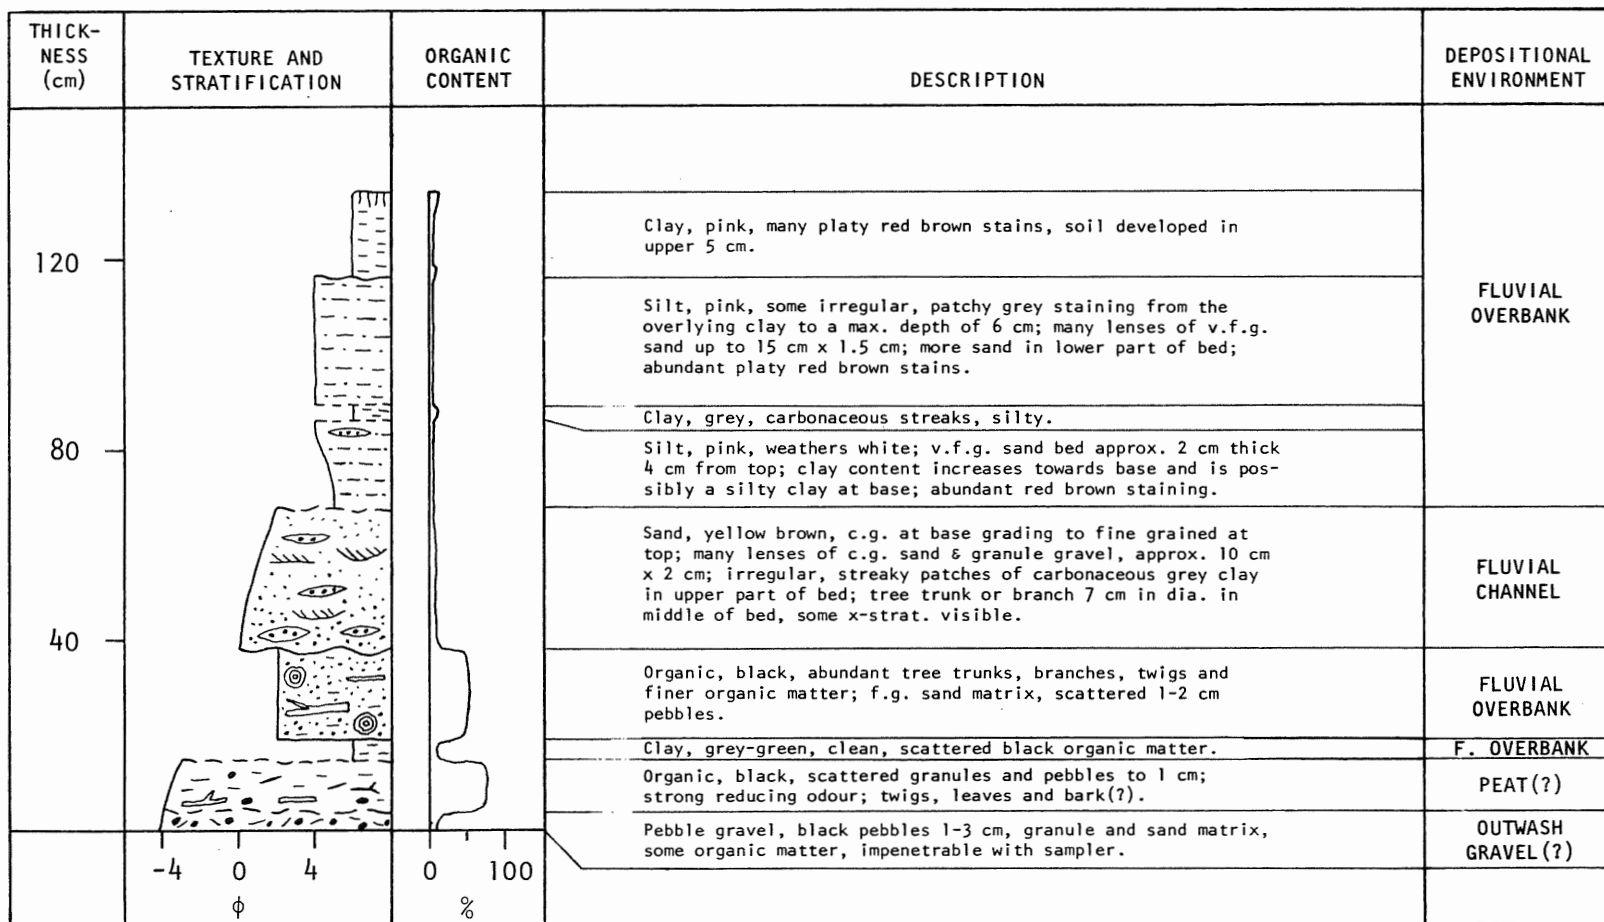 THICK-
NESS
(cm)
TEXTURE AND
STRATIFICATION
ORGANIC
CONTENT
DESCRIPTION
DEPOSITIONAL
ENVIRONMENT
120
80
40
Clay, pink, many platy red brown stains, soil developed in
upper 5 cm.
Silt, pink, some irregular, patchy grey staining from the
overlying clay to a max. depth of 6 cm; many lenses of v.f.g.
sand up to 15 cm x 1.5 cm; more sand in lower part of bed;
abundant platy red brown stains.
Clay, grey, carbonaceous streaks, silty.
Silt, pink, weathers white; v.f.g. sand bed approx. 2 cm thick
4 cm from top; clay content increases towards base and is pos-
sibly a silty clay at base; abundant red brown staining.
FLUVIAL
OVERBANK
Sand, yellow brown, c.g. at base grading to fine grained at
top; many lenses of c.g. sand & granule gravel, approx. 10 cm
x 2 cm; irregular, streaky patches of carbonaceous grey clay
in upper part of bed; tree trunk or branch 7 cm in dia. in
middle of bed, some x-strat. visible.
FLUVIAL
CHANNEL
Organic, black, abundant tree trunks, branches, twigs and
finer organic matter; f.g. sand matrix, scattered 1-2 cm
pebbles.
FLUVIAL
OVERBANK
Clay, grey-green, clean, scattered black organic matter.
F. OVERBANK
Organic, black, scattered granules and pebbles to 1 cm;
strong reducing odour; twigs, leaves and bark(?).
PEAT(?)
Pebble gravel, black pebbles 1-3 cm, granule and sand matrix,
some organic matter, impenetrable with sampler.
OUTWASH
GRAVEL(?)
-4 0 4
ϕ
0 100
%